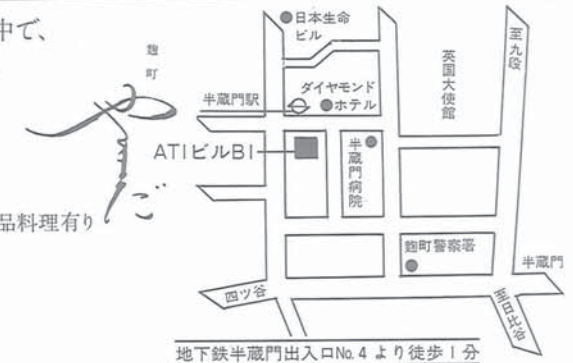 中で、
麹町
品料理有り
日本生命
ビル
至九段
英国大使館
ダイヤモンド
ホテル
半蔵門駅
ATIビルB1
半蔵門病院
麹町警察署
半蔵門
四ツ谷
至日比谷
地下鉄半蔵門出入口No.4より徒歩1分